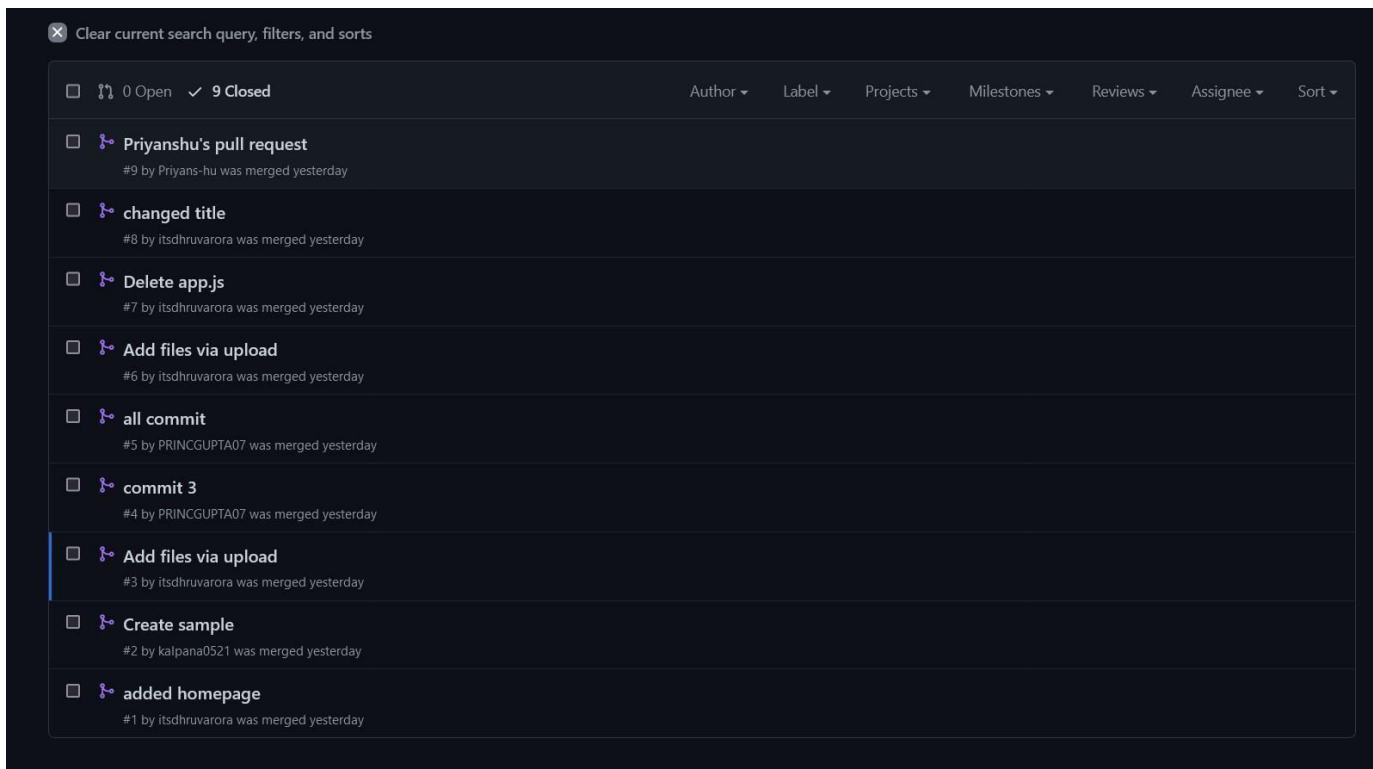 Clear current search query, filters, and sorts
0 Open 9 Closed Author Label Projects Milestones Reviews Assignee Sort
Priyanshu's pull request
#9 by Priyans-hu was merged yesterday
changed title
#8 by itsdhruvarora was merged yesterday
Delete app.js
#7 by itsdhruvarora was merged yesterday
Add files via upload
#6 by itsdhruvarora was merged yesterday
all commit
#5 by PRINCGUPTA07 was merged yesterday
commit 3
#4 by PRINCGUPTA07 was merged yesterday
Add files via upload
#3 by itsdhruvarora was merged yesterday
Create sample
#2 by kalpana0521 was merged yesterday
added homepage
#1 by itsdhruvarora was merged yesterday